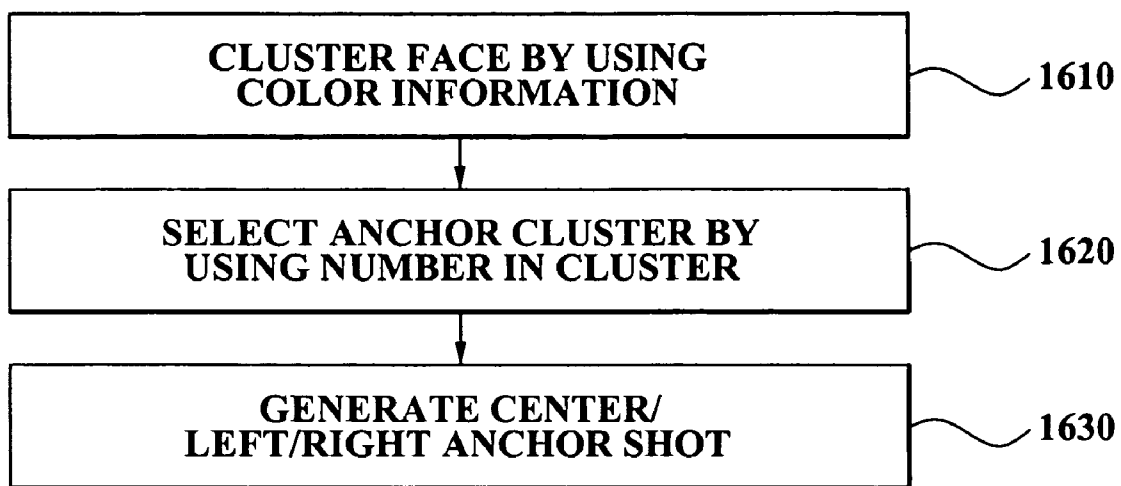 CLUSTER FACE BY USING
COLOR INFORMATION
1610
SELECT ANCHOR CLUSTER BY
USING NUMBER IN CLUSTER
1620
GENERATE CENTER/
LEFT/RIGHT ANCHOR SHOT
1630